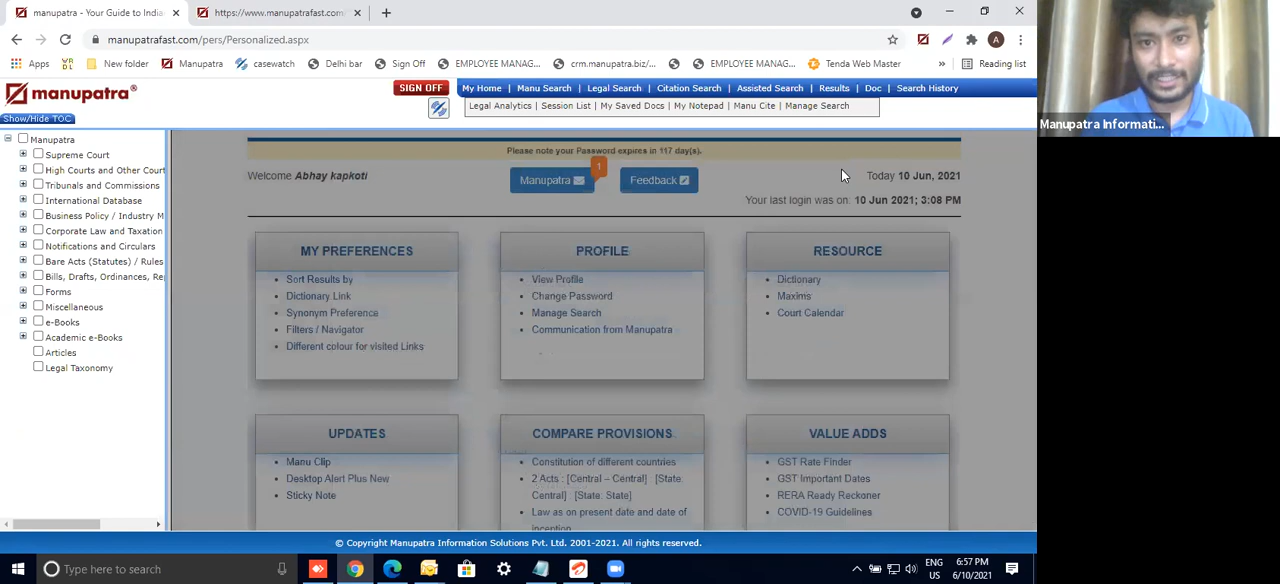 manupatra - Your Guide to India
https://www.manupatrafast.com/
manupatrafast.com/pers/Personalized.aspx
A
Apps
New folder
Manupatra
casewatch
Delhi bar
Sign Off
EMPLOYEE MANAG...
crm.manupatra.biz/...
EMPLOYEE MANAG...
Tenda Web Master
»
Reading list
manupatra®
SIGN OFF
My Home | Manu Search | Legal Search | Citation Search | Assisted Search | Results | Doc | Search History
Show/Hide TOC
Legal Analytics | Session List | My Saved Docs | My Notepad | Manu Cite | Manage Search
Manupatra
Supreme Court
High Courts and Other Court
Tribunals and Commissions
International Database
Business Policy / Industry M
Corporate Law and Taxation
Notifications and Circulars
Bare Acts (Statutes) / Rules
Bills, Drafts, Ordinances, Re
Forms
Miscellaneous
e-Books
Academic e-Books
Articles
Legal Taxonomy
Please note your Password expires in 117 day(s).
Welcome Abhay kapkoti
Manupatra
1
Feedback
Today 10 Jun, 2021
Your last login was on: 10 Jun 2021; 3:08 PM
MY PREFERENCES
Sort Results by
Dictionary Link
Synonym Preference
Filters / Navigator
Different colour for visited Links
PROFILE
View Profile
Change Password
Manage Search
Communication from Manupatra
RESOURCE
Dictionary
Maxims
Court Calendar
UPDATES
Manu Clip
Desktop Alert Plus New
Sticky Note
COMPARE PROVISIONS
Constitution of different countries
2 Acts : [Central – Central] [State:
Central] : [State: State]
Law as on present date and date of
inception
VALUE ADDS
GST Rate Finder
GST Important Dates
RERA Ready Reckoner
COVID-19 Guidelines
© Copyright Manupatra Information Solutions Pvt. Ltd. 2001-2021. All rights reserved.
Type here to search
ENG
US
6:57 PM
6/10/2021
Manupatra Informati...